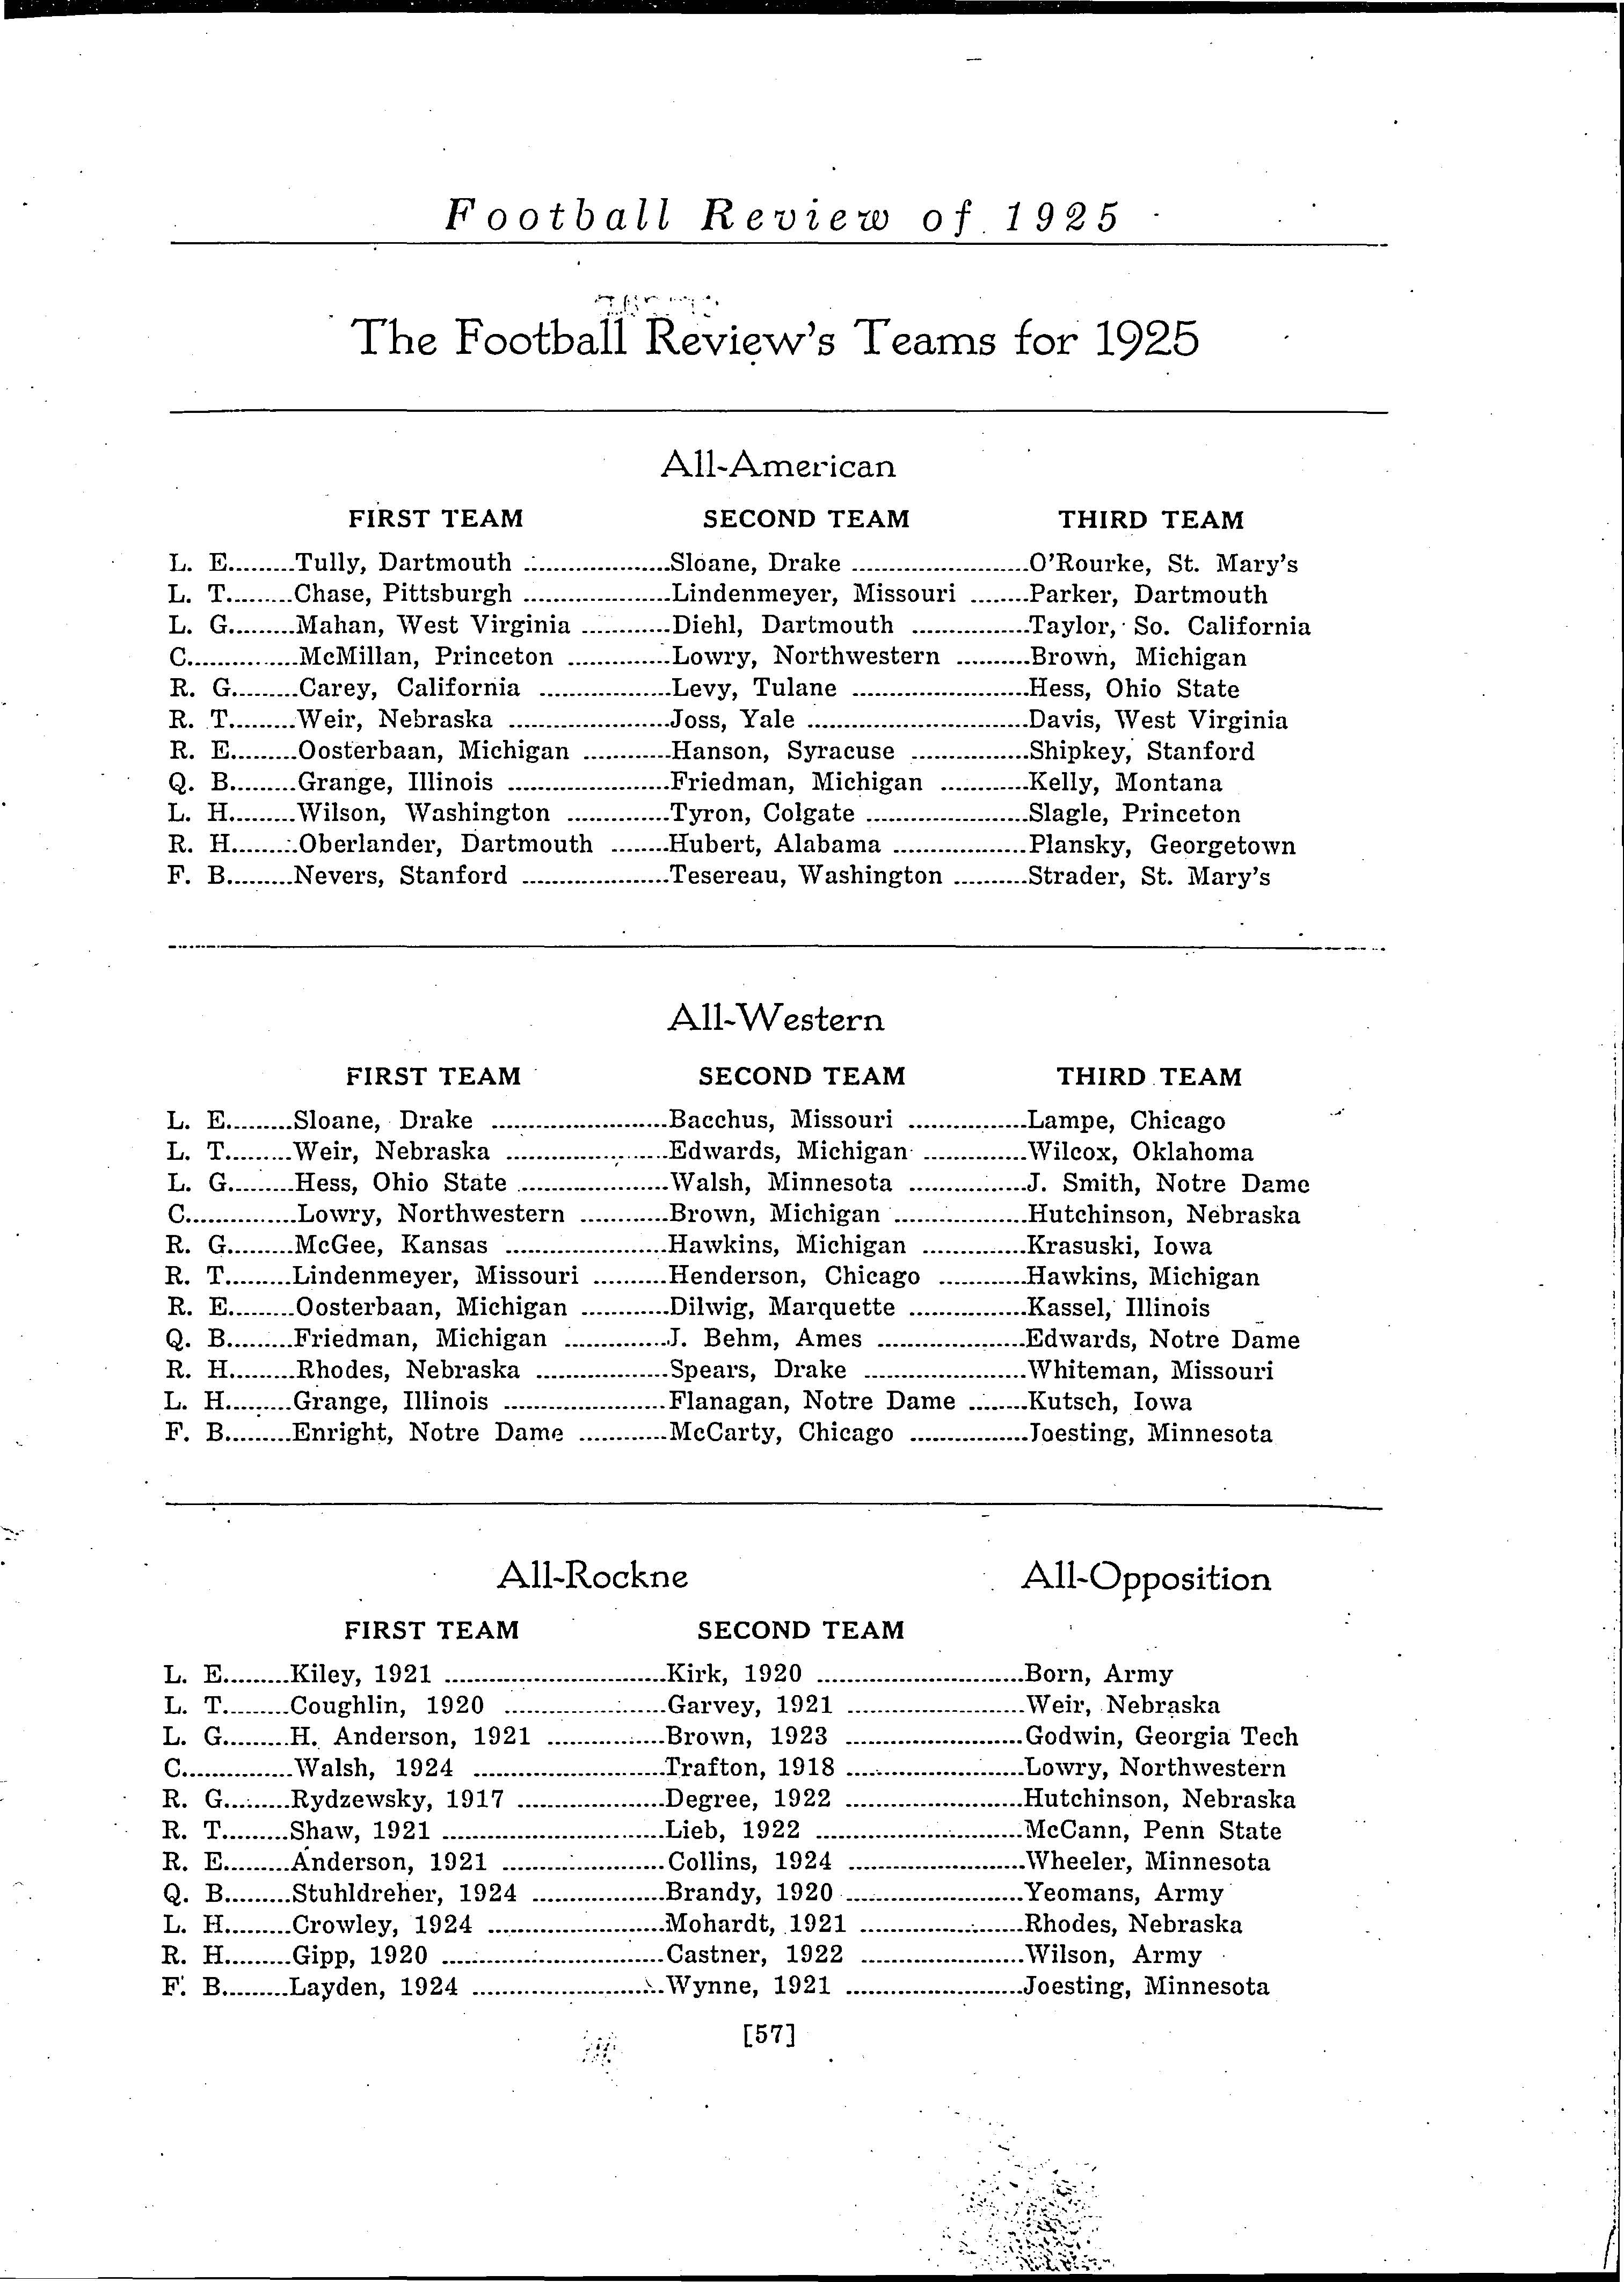 Football Review of 1925
The Football Review's Teams for 1925
All-American
FIRST TEAM SECOND TEAM THIRD TEAM
L. E.........Tully, Dartmouth ....................Sloane, Drake ........................O'Rourke, St. Mary's
L. T.........Chase, Pittsburgh ....................Lindenmeyer, Missouri ........Parker, Dartmouth
L. G.........Mahan, West Virginia ............Diehl, Dartmouth ................Taylor, So. California
C...............McMillan, Princeton ..............Lowry, Northwestern ..........Brown, Michigan
R. G.........Carey, California ..................Levy, Tulane ........................Hess, Ohio State
R. T.........Weir, Nebraska ......................Joss, Yale ..............................Davis, West Virginia
R. E.........Oosterbaan, Michigan ............Hanson, Syracuse ................Shipkey, Stanford
Q. B.........Grange, Illinois ......................Friedman, Michigan ............Kelly, Montana
L. H.........Wilson, Washington ..............Tyron, Colgate ......................Slagle, Princeton
R. H.........Oberlander, Dartmouth ........Hubert, Alabama ..................Plansky, Georgetown
F. B.........Nevers, Stanford ....................Tesereau, Washington ..........Strader, St. Mary's
All-Western
FIRST TEAM SECOND TEAM THIRD TEAM
L. E.........Sloane, Drake ........................Bacchus, Missouri ................Lampe, Chicago
L. T.........Weir, Nebraska ......................Edwards, Michigan ..............Wilcox, Oklahoma
L. G.........Hess, Ohio State ....................Walsh, Minnesota ................J. Smith, Notre Dame
C...............Lowry, Northwestern ............Brown, Michigan ..................Hutchinson, Nebraska
R. G.........McGee, Kansas ......................Hawkins, Michigan ..............Krasuski, Iowa
R. T.........Lindenmeyer, Missouri ..........Henderson, Chicago ............Hawkins, Michigan
R. E.........Oosterbaan, Michigan ............Dilwig, Marquette ................Kassel, Illinois
Q. B.........Friedman, Michigan ..............J. Behm, Ames ....................Edwards, Notre Dame
R. H.........Rhodes, Nebraska ..................Spears, Drake ......................Whiteman, Missouri
L. H.........Grange, Illinois ......................Flanagan, Notre Dame ........Kutsch, Iowa
F. B.........Enright, Notre Dame ............McCarty, Chicago ................Joesting, Minnesota
All-Rockne All-Opposition
FIRST TEAM SECOND TEAM
L. E.........Kiley, 1921 ..............................Kirk, 1920 ............................Born, Army
L. T.........Coughlin, 1920 ......................Garvey, 1921 ........................Weir, Nebraska
L. G.........H. Anderson, 1921 ................Brown, 1923 ........................Godwin, Georgia Tech
C...............Walsh, 1924 ..........................Trafton, 1918 ........................Lowry, Northwestern
R. G.........Rydzewsky, 1917 ....................Degree, 1922 ........................Hutchinson, Nebraska
R. T.........Shaw, 1921 ..............................Lieb, 1922 ............................McCann, Penn State
R. E.........Anderson, 1921 ......................Collins, 1924 ........................Wheeler, Minnesota
Q. B.........Stuhldreher, 1924 ..................Brandy, 1920 ........................Yeomans, Army
L. H.........Crowley, 1924 ........................Mohardt, 1921 ......................Rhodes, Nebraska
R. H.........Gipp, 1920 ..............................Castner, 1922 ......................Wilson, Army
F. B.........Layden, 1924 ..........................Wynne, 1921 ........................Joesting, Minnesota
[57]